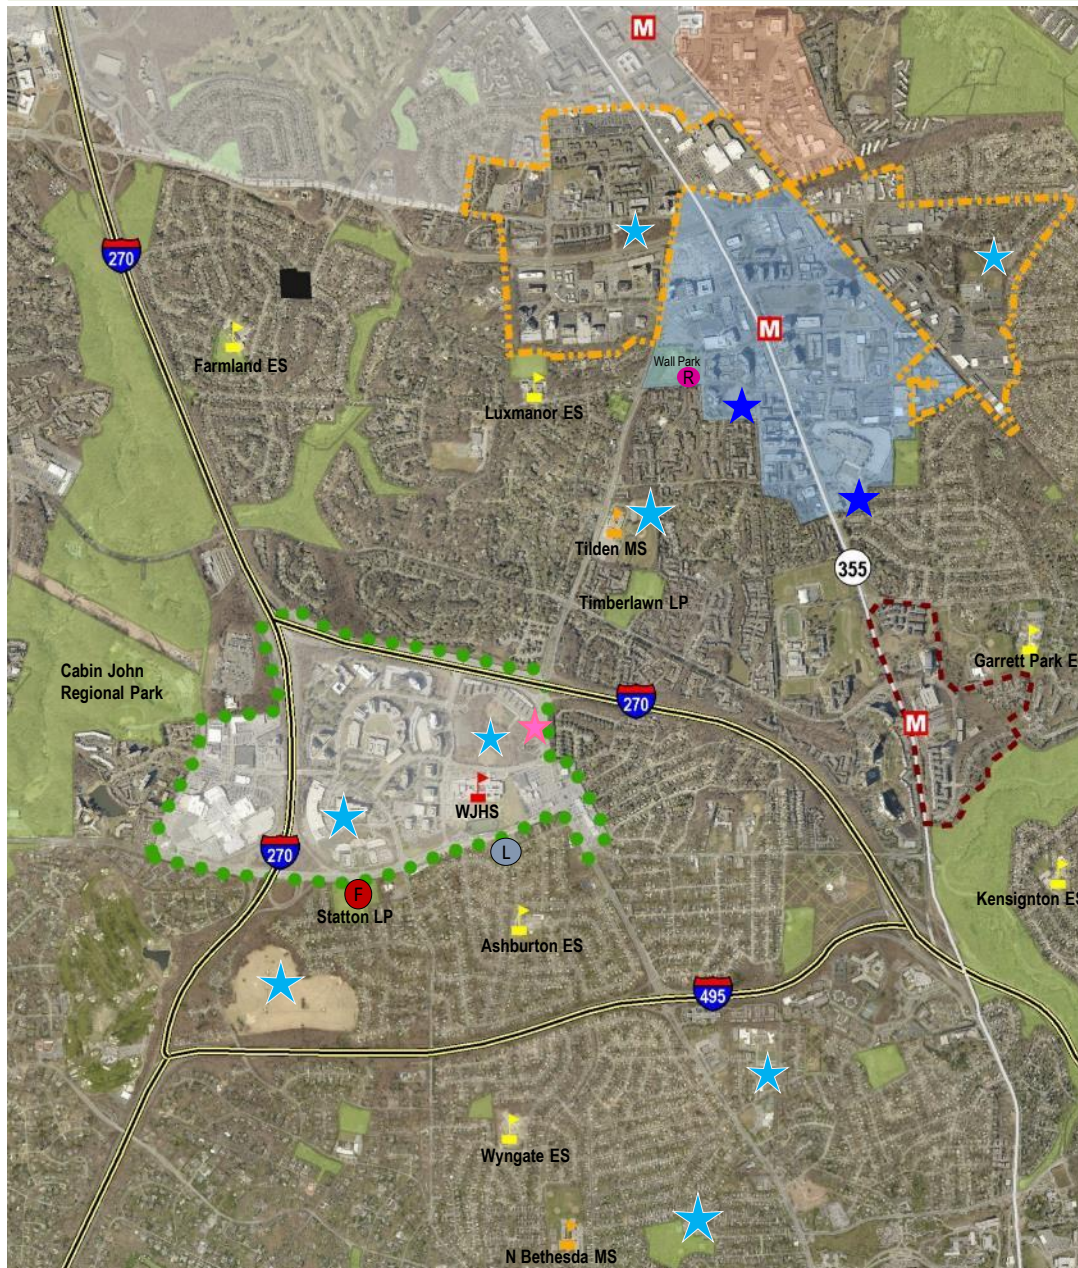 M
270
M
Wall Park
R
Farmland ES
Luxmanor ES
Tilden MS
355
Timberlawn LP
Garrett Park E
Cabin John
Regional Park
270
M
WJHS
270
L
F
Statton LP
Kensignton ES
Ashburton ES
495
Wyngate ES
N Bethesda MS